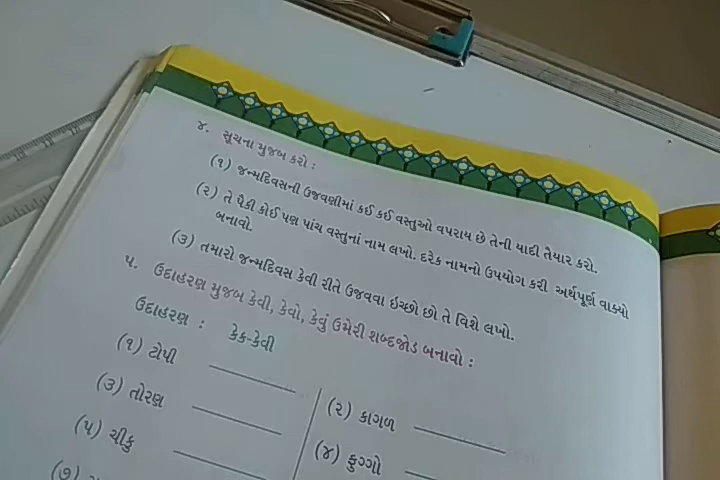 ૪. સૂચના મુજબ કરો :
(૧) જન્મદિવસની ઉજવણીમાં કઈ કઈ વસ્તુઓ વપરાય છે તેની યાદી તૈયાર કરો.
(૨) તે પૈકી કોઈ પણ પાંચ વસ્તુનાં નામ લખો. દરેક નામનો ઉપયોગ કરી અર્થપૂર્ણ વાક્યો
બનાવો.
(૩) તમારો જન્મદિવસ કેવી રીતે ઉજવવા ઇચ્છો છો તે વિશે લખો.
૫. ઉદાહરણ મુજબ કેવી, કેવો, કેવું ઉમેરી શબ્દજોડ બનાવો :
ઉદાહરણ : કેક-કેવી
(૧) ટોપી
(૨) કાગળ
(૩) તોરણ
(૪) ફુગ્ગો
(૫) ચીકુ
(૭)